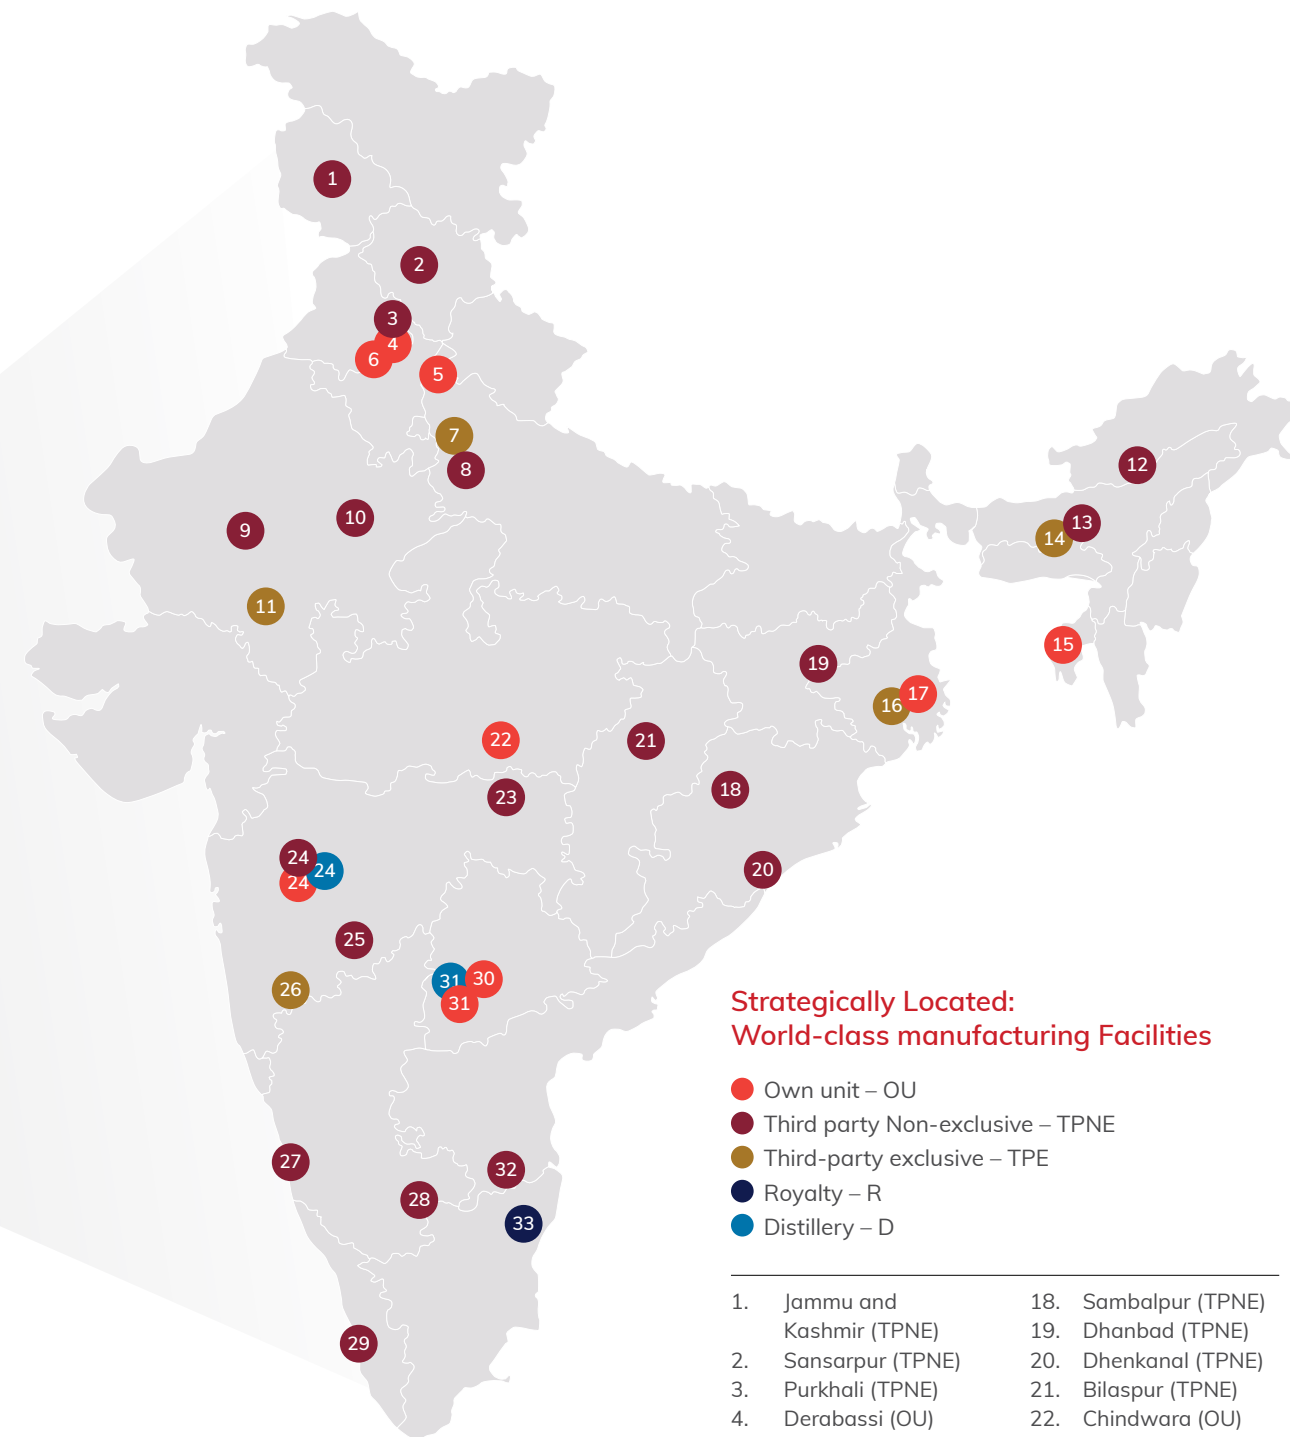 1
2
3
4
6
5
7
8
12
10
13
9
14
11
15
19
17
16
22
21
18
23
24
24
24
20
25
30
31
26
31
27
32
28
33
29
Strategically Located:
World-class manufacturing Facilities
Own unit – OU
Third party Non-exclusive – TPNE
Third-party exclusive – TPE
Royalty – R
Distillery – D
1. Jammu and
Kashmir (TPNE)
2. Sansarpur (TPNE)
3. Purkhali (TPNE)
4. Derabassi (OU)
18. Sambalpur (TPNE)
19. Dhanbad (TPNE)
20. Dhenkanal (TPNE)
21. Bilaspur (TPNE)
22. Chindwara (OU)